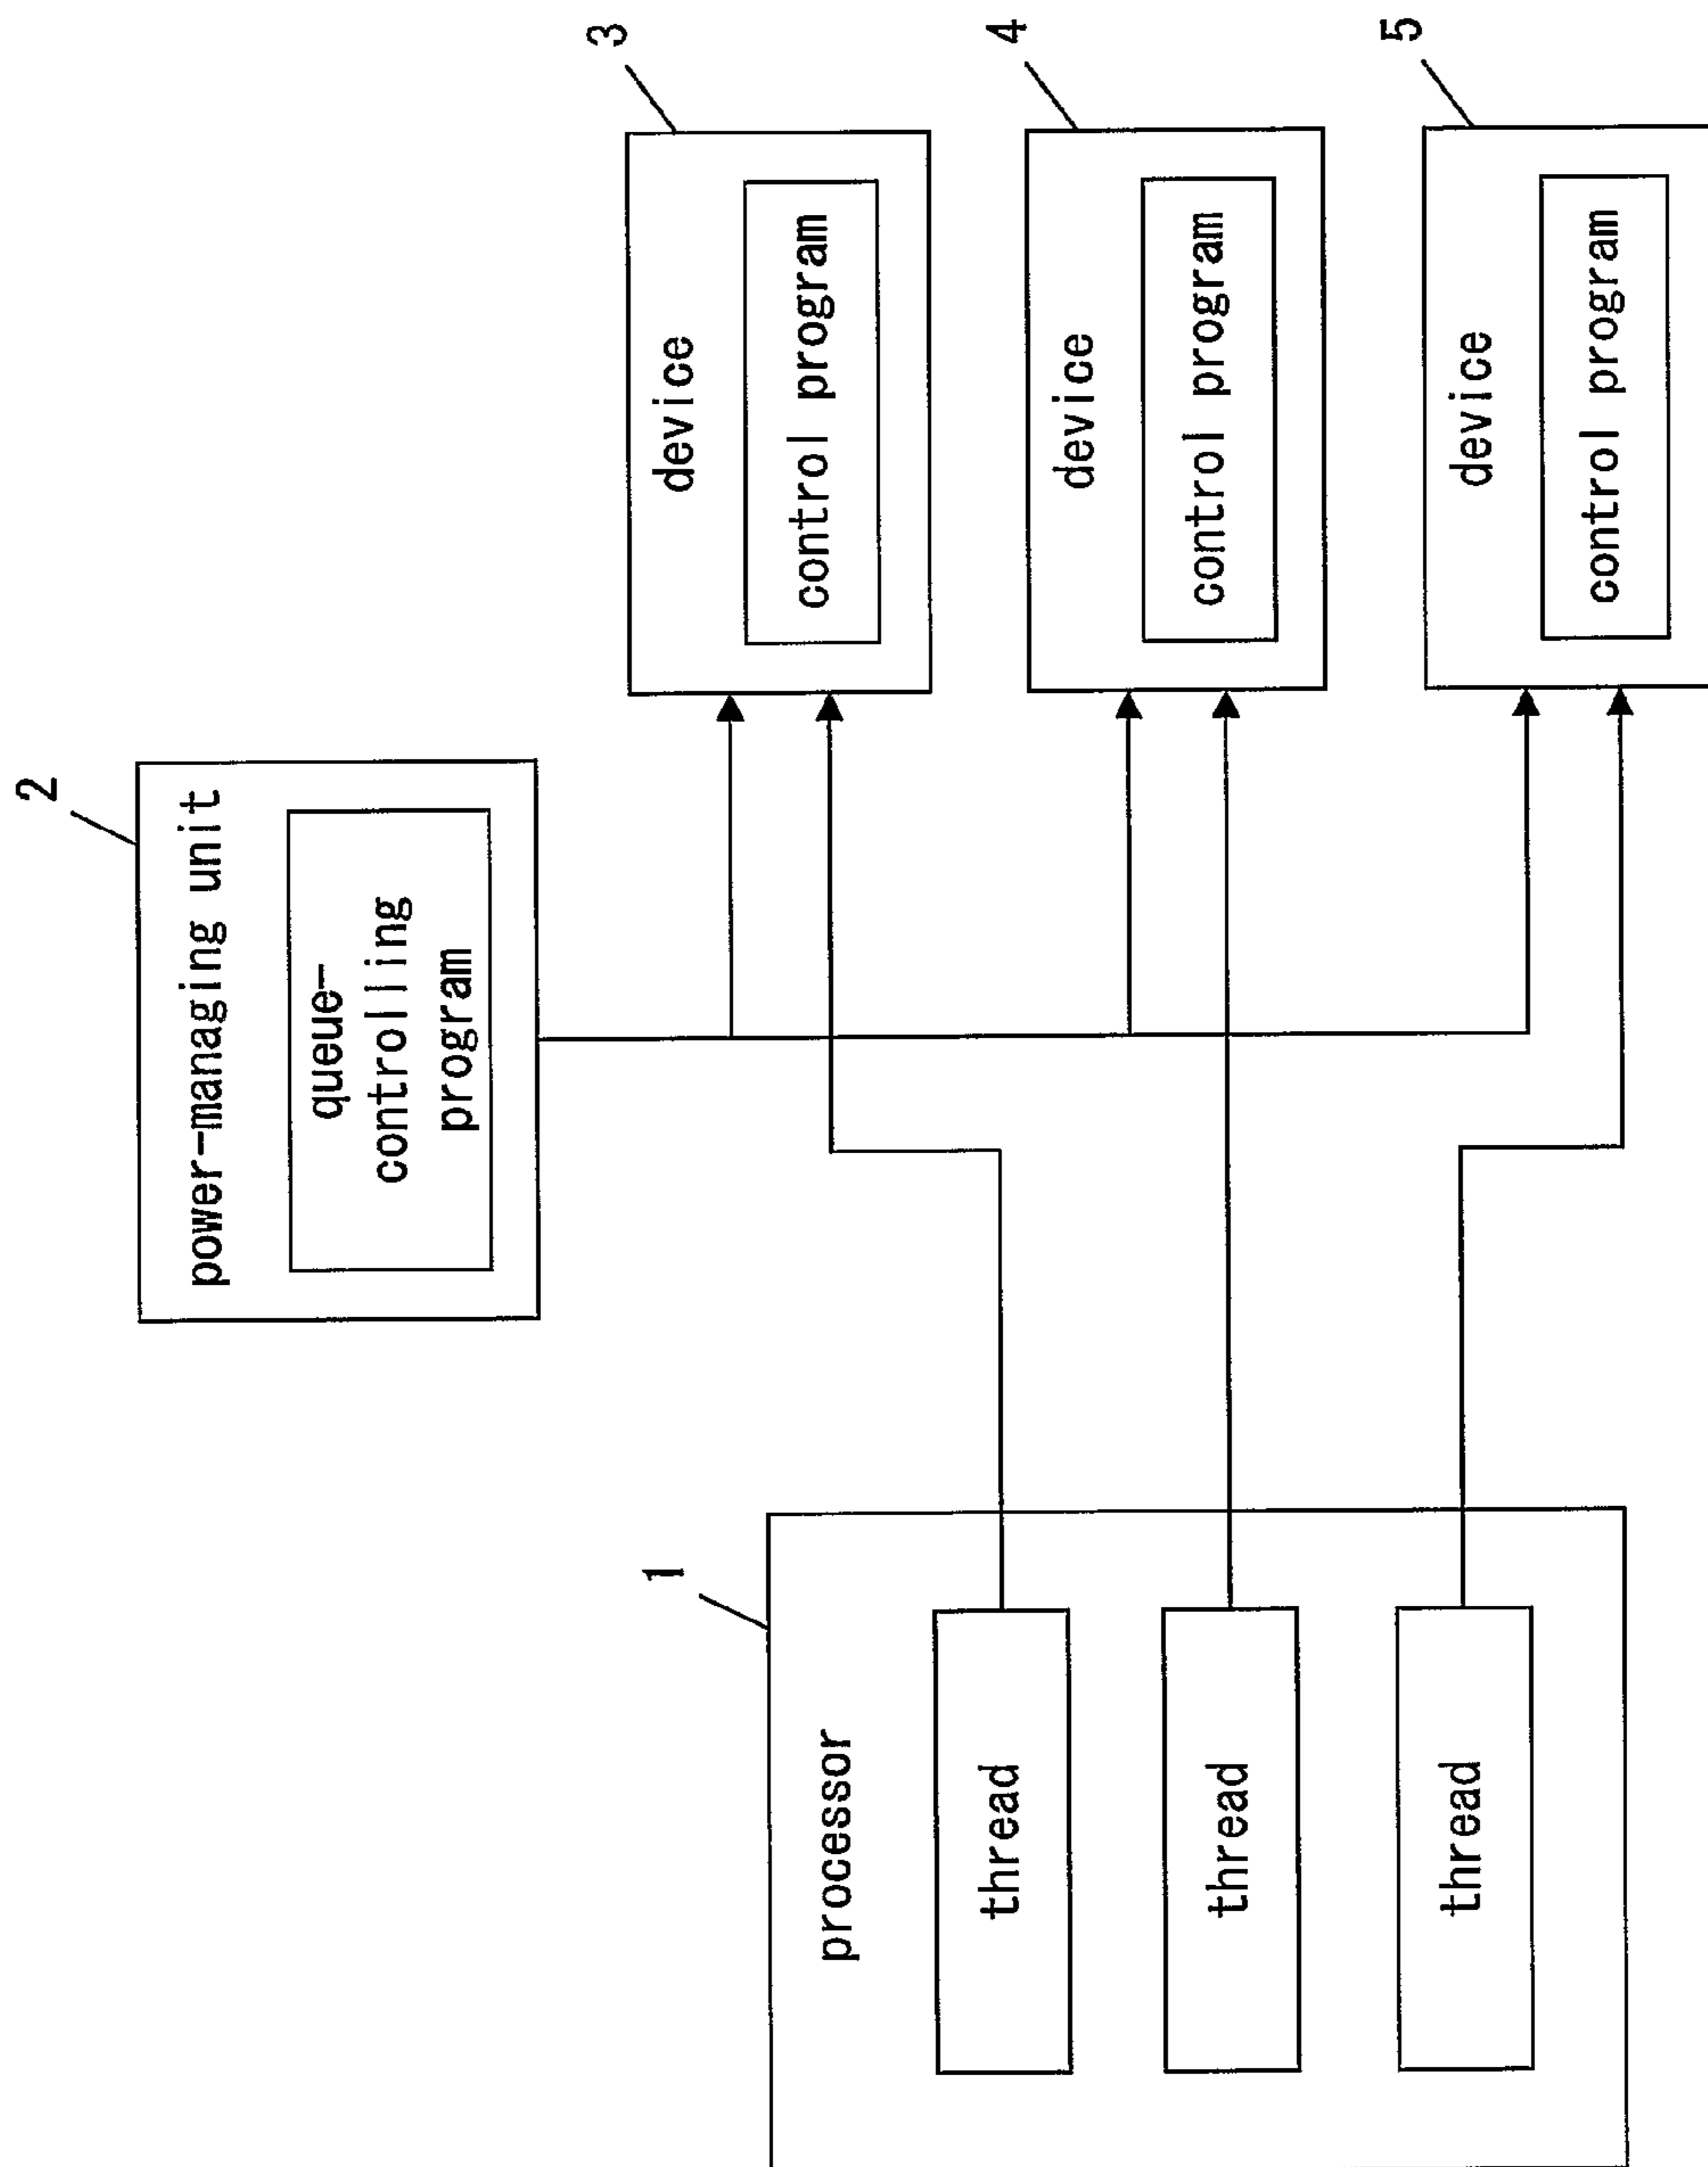 2
power-managing unit
queue-
controlling
program
1
processor
thread
thread
thread
3
device
control program
4
device
control program
5
device
control program